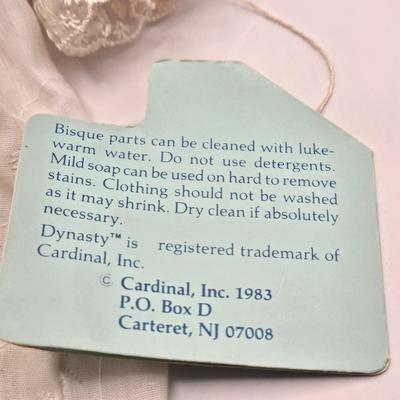 Bisque parts can be cleaned with luke-
warm water. Do not use detergents.
Mild soap can be used on hard to remove
stains. Clothing should not be washed
as it may shrink. Dry clean if absolutely
necessary.
Dynasty™ is registered trademark of
Cardinal, Inc.
© Cardinal, Inc. 1983
P.O. Box D
Carteret, NJ 07008